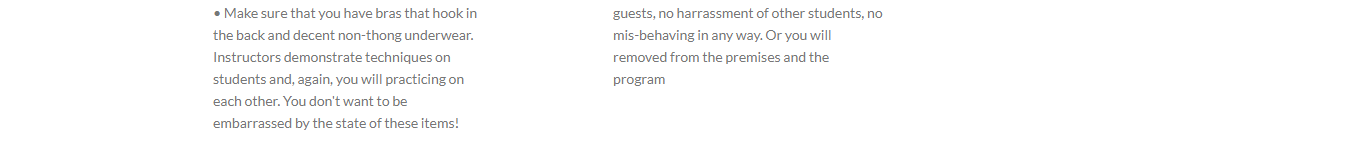 • Make sure that you have bras that hook in
the back and decent non-thong underwear.
Instructors demonstrate techniques on
students and, again, you will practicing on
each other. You don't want to be
embarrassed by the state of these items!
guests, no harrassment of other students, no
mis-behaving in any way. Or you will
removed from the premises and the
program